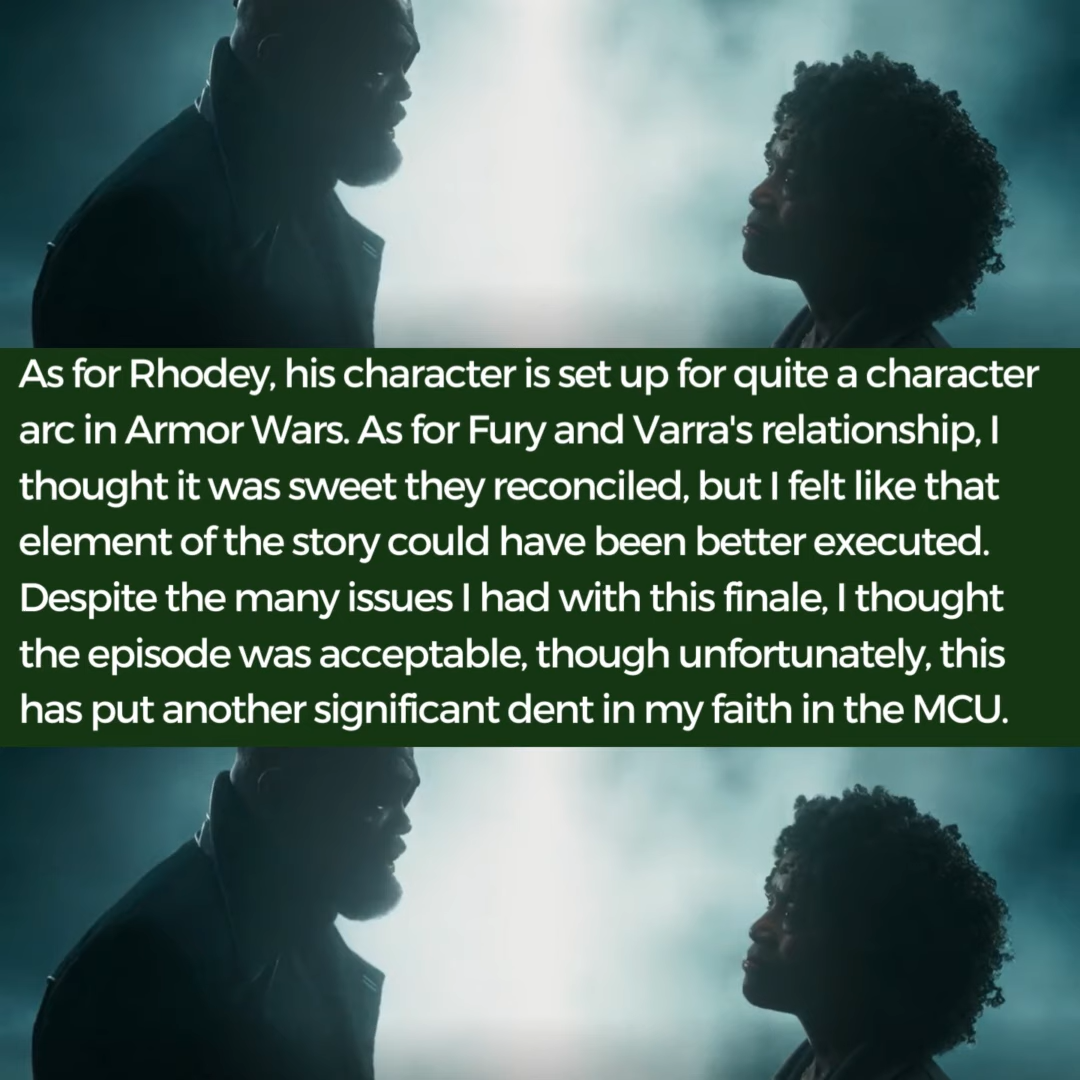 As for Rhodey, his character is set up for quite a character
arc in Armor Wars. As for Fury and Varra's relationship, I
thought it was sweet they reconciled, but I felt like that
element of the story could have been better executed.
Despite the many issues I had with this finale, I thought
the episode was acceptable, though unfortunately, this
has put another significant dent in my faith in the MCU.